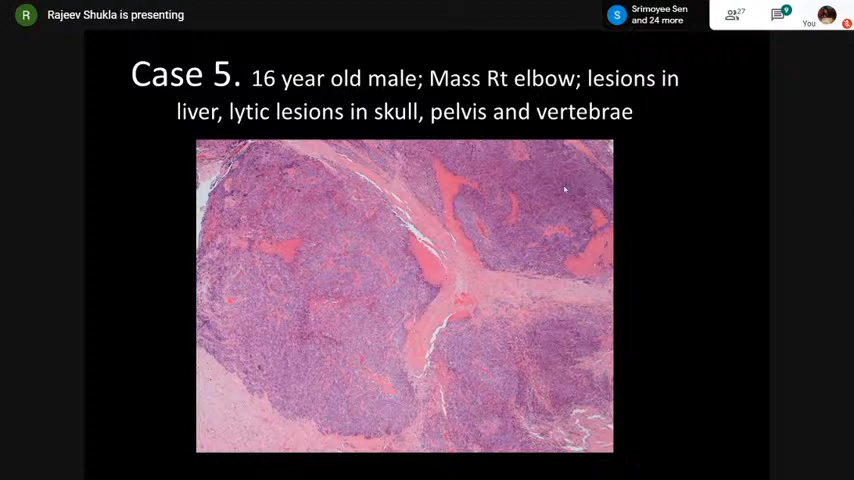 R Rajeev Shukla is presenting
S Srimoyee Sen
and 24 more
27
9
You
Case 5. 16 year old male; Mass Rt elbow; lesions in
liver, lytic lesions in skull, pelvis and vertebrae